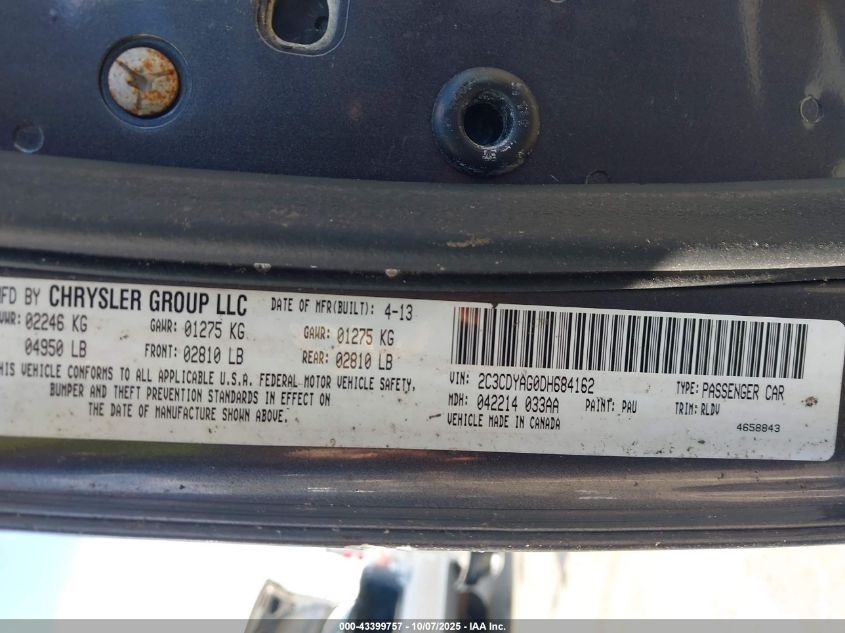 MFD BY CHRYSLER GROUP LLC DATE OF MFR(BUILT): 4-13
GVWR: 02246 KG GAWR: 01275 KG GAWR: 01275 KG
04950 LB FRONT: 02810 LB REAR: 02810 LB
THIS VEHICLE CONFORMS TO ALL APPLICABLE U.S.A. FEDERAL MOTOR VEHICLE SAFETY,
BUMPER AND THEFT PREVENTION STANDARDS IN EFFECT ON
THE DATE OF MANUFACTURE SHOWN ABOVE.
VIN: 2C3CDYAG0DH684162 TYPE: PASSENGER CAR
MDH: 042214 033AA PAINT: PAU TRIM: RLDV
VEHICLE MADE IN CANADA 4658843
000-43399757 | 10/07/2025 | IAA Inc.